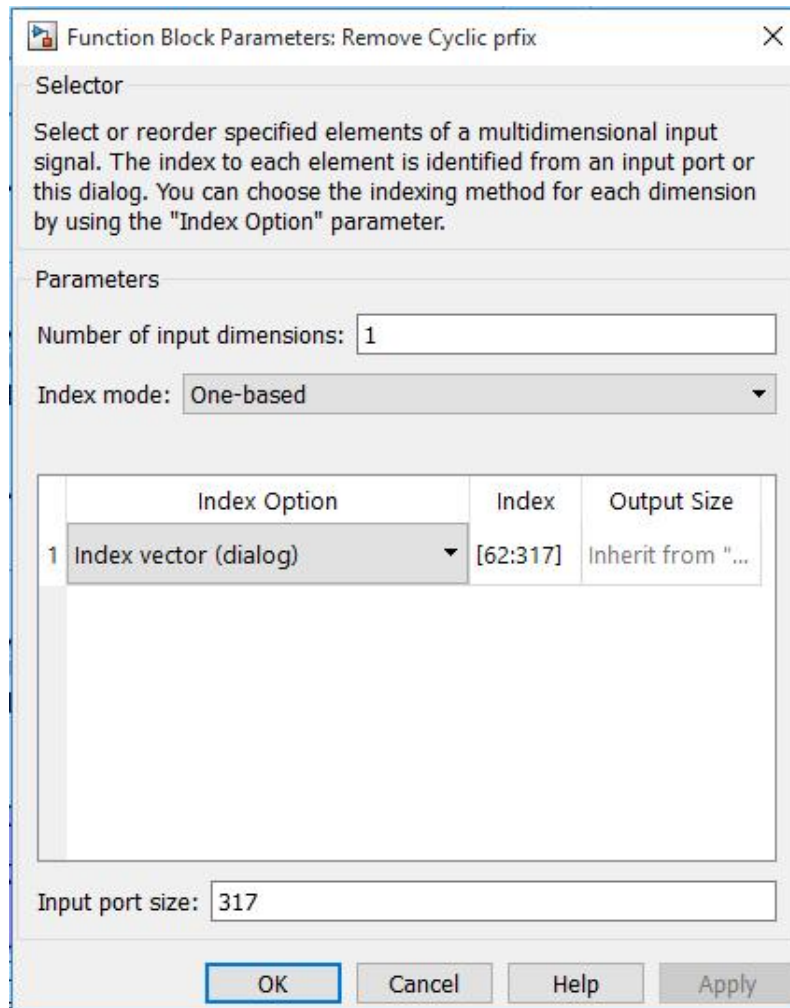 Function Block Parameters: Remove Cyclic prfix
Selector
Select or reorder specified elements of a multidimensional input
signal. The index to each element is identified from an input port or
this dialog. You can choose the indexing method for each dimension
by using the "Index Option" parameter.
Parameters
Number of input dimensions: 1
Index mode: One-based
Index Option Index Output Size
1 Index vector (dialog) [62:317] Inherit from "...
Input port size: 317
OK Cancel Help Apply